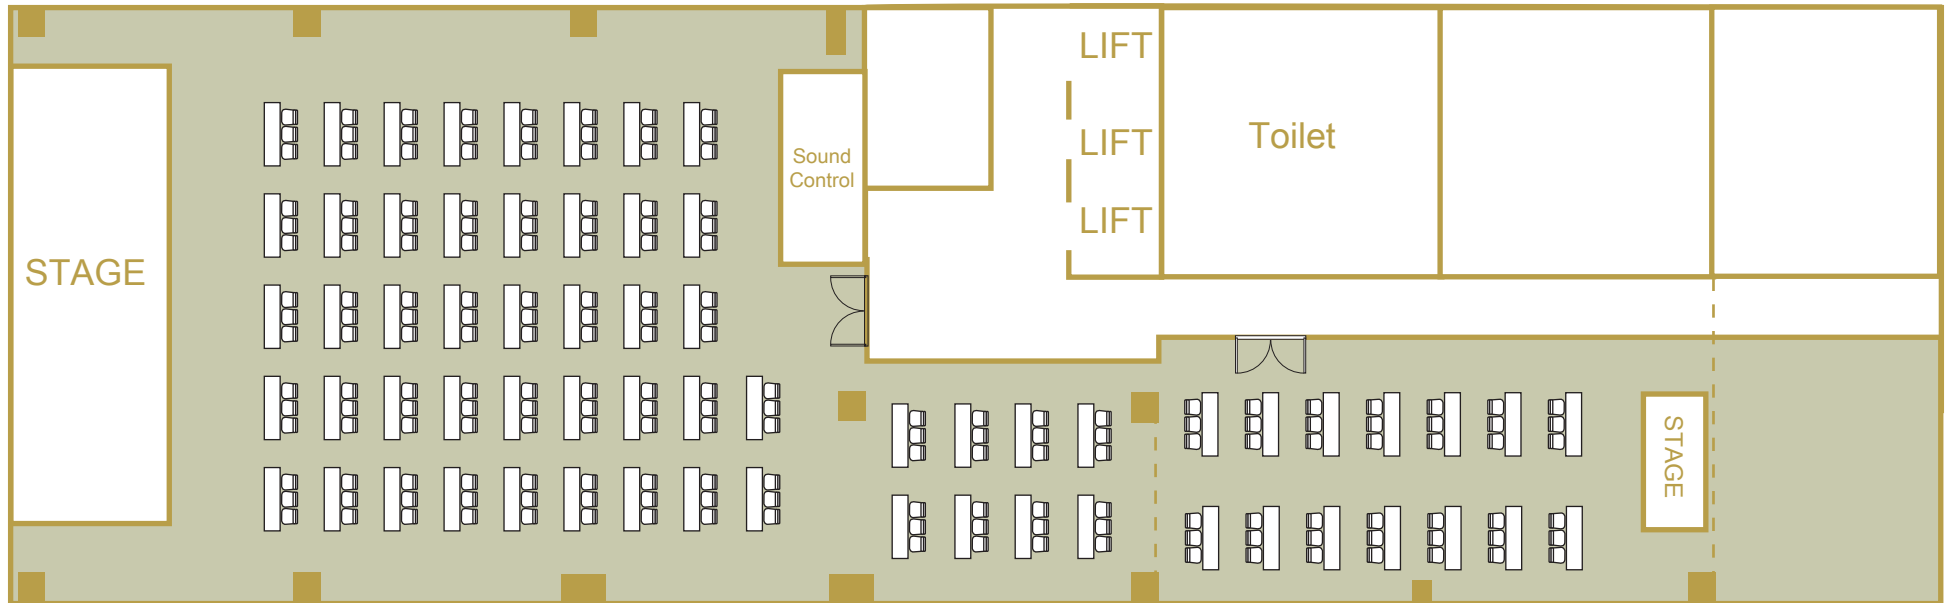 STAGE
Sound
Control
LIFT
LIFT
LIFT
Toilet
STAGE